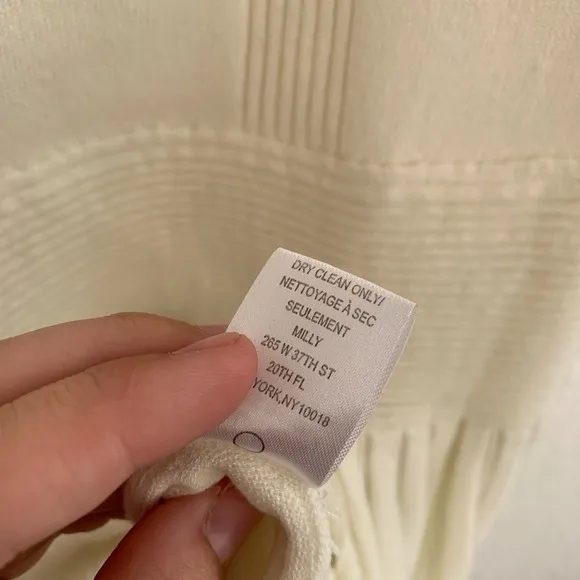 DRY CLEAN ONLY/
NETTOYAGE À SEC
SEULEMENT
MILLY
265 W 37TH ST
20TH FL
YORK,NY10018